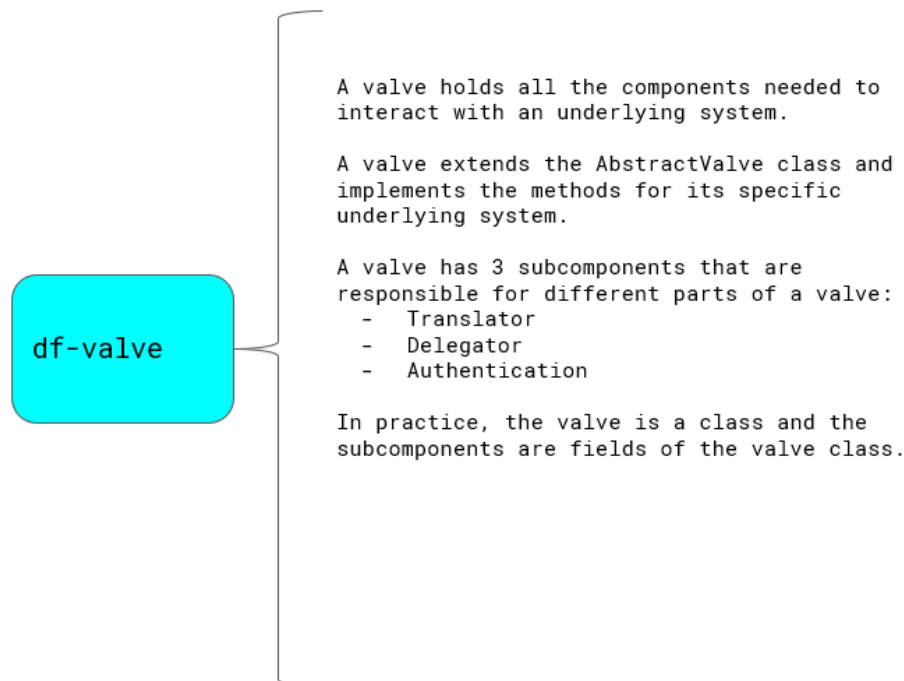 df-valve
A valve holds all the components needed to
interact with an underlying system.
A valve extends the AbstractValve class and
implements the methods for its specific
underlying system.
A valve has 3 subcomponents that are
responsible for different parts of a valve:
- Translator
- Delegator
- Authentication
In practice, the valve is a class and the
subcomponents are fields of the valve class.